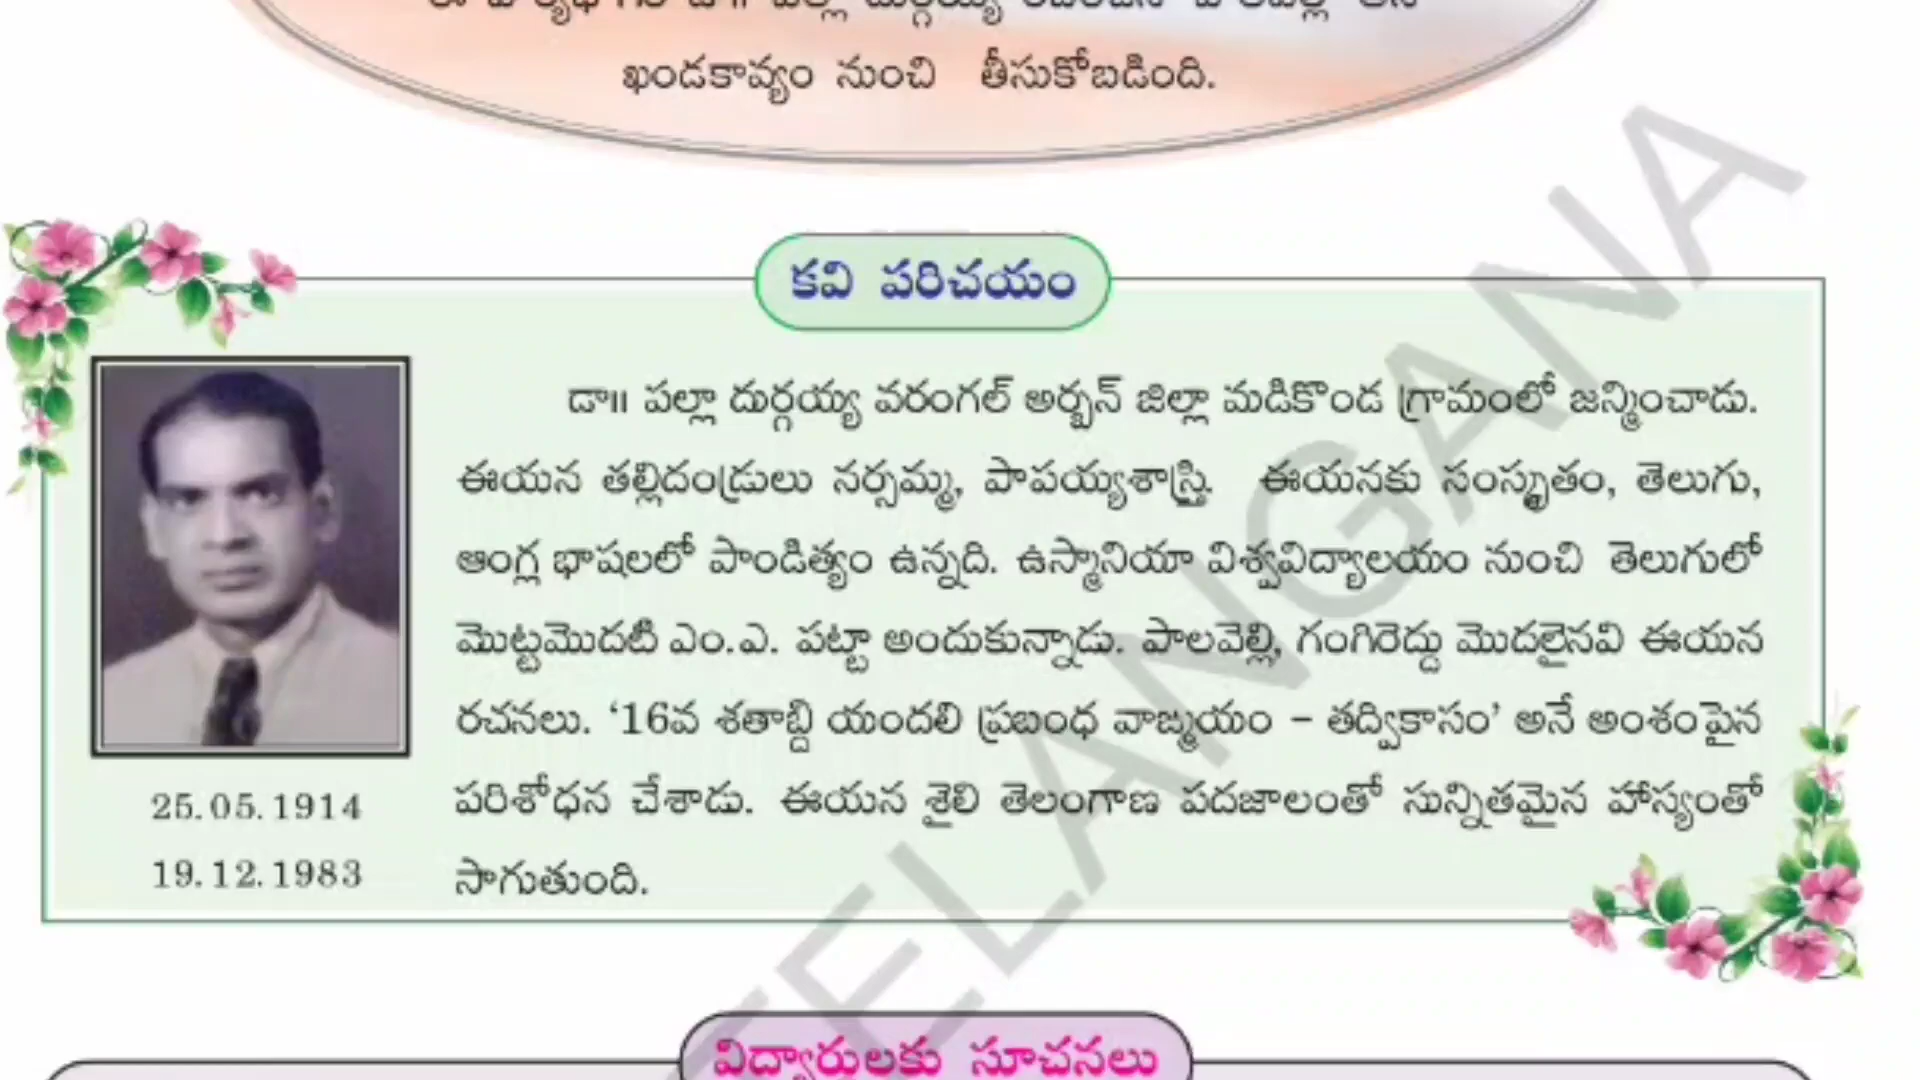 ఖండకావ్యం నుంచి తీసుకోబడింది.
కవి పరిచయం
డా॥ పల్లా దుర్గయ్య వరంగల్ అర్బన్ జిల్లా మడికొండ గ్రామంలో జన్మించాడు.
ఈయన తల్లిదండ్రులు నర్సమ్మ, పాపయ్యశాస్త్రి. ఈయనకు సంస్కృతం, తెలుగు,
ఆంగ్ల భాషలలో పాండిత్యం ఉన్నది. ఉస్మానియా విశ్వవిద్యాలయం నుంచి తెలుగులో
మొట్టమొదటి ఎం.ఎ. పట్టా అందుకున్నాడు. పాలవెల్లి, గంగిరెద్దు మొదలైనవి ఈయన
రచనలు. ‘16వ శతాబ్ది యందలి ప్రబంధ వాఙ్మయం – తద్వికాసం’ అనే అంశంపైన
పరిశోధన చేశాడు. ఈయన శైలి తెలంగాణ పదజాలంతో సున్నితమైన హాస్యంతో
సాగుతుంది.
25.05.1914
19.12.1983
విద్యార్థులకు సూచనలు
TELANGANA